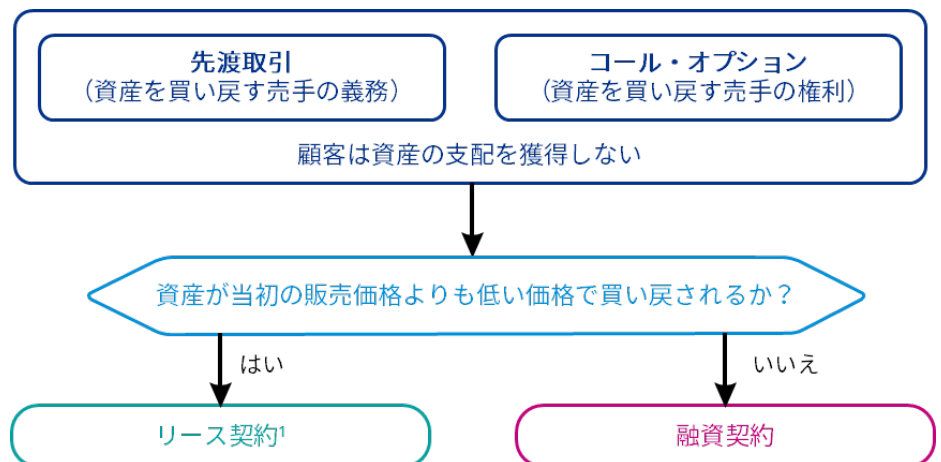 先渡取引
（資産を買い戻す売手の義務）
コール・オプション
（資産を買い戻す売手の権利）
顧客は資産の支配を獲得しない
資産が当初の販売価格よりも低い価格で買い戻されるか？
はい
いいえ
リース契約¹
融資契約